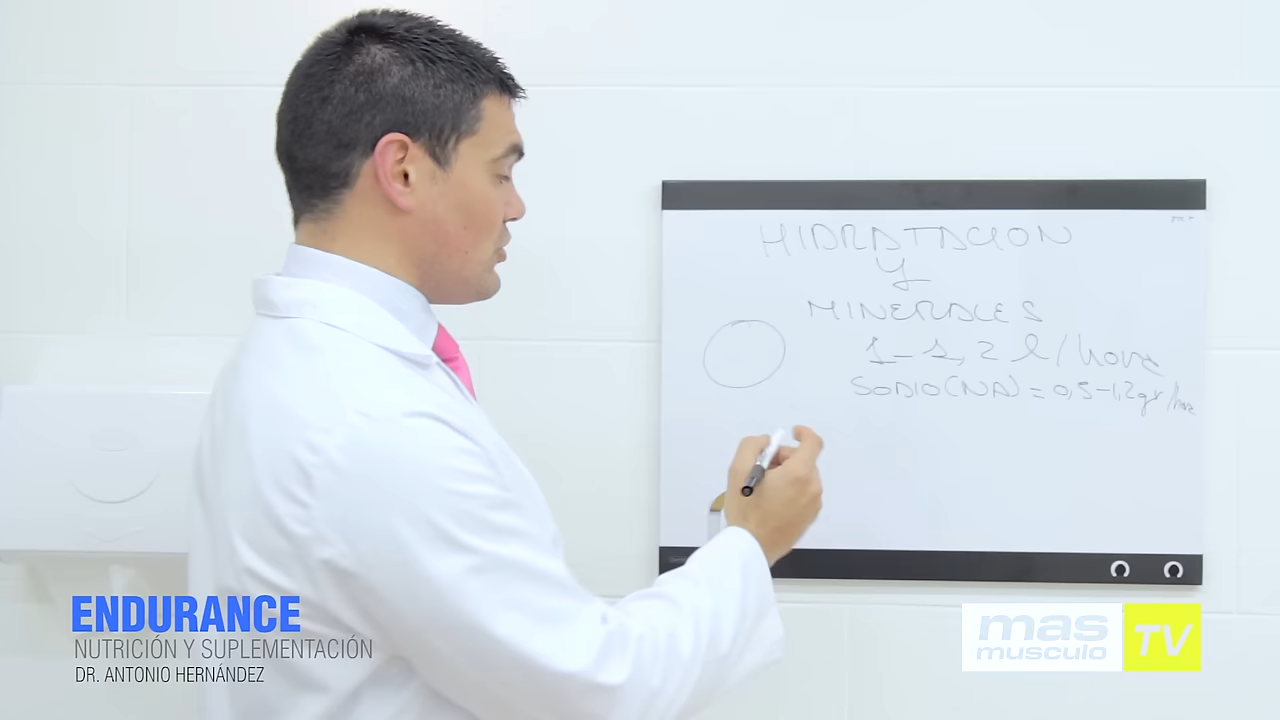 HIDRATACION
Y
MINERALES
1-1,2 l/hora
SODIO(NA) = 0,5-1,2gr/hora
ENDURANCE
NUTRICIÓN Y SUPLEMENTACIÓN
DR. ANTONIO HERNÁNDEZ
mas
musculo
TV